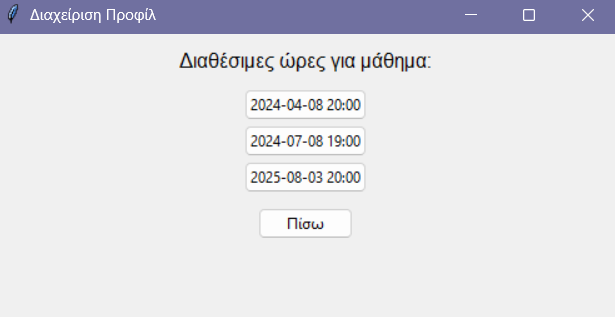 Διαχείριση Προφίλ
Διαθέσιμες ώρες για μάθημα:
2024-04-08 20:00
2024-07-08 19:00
2025-08-03 20:00
Πίσω